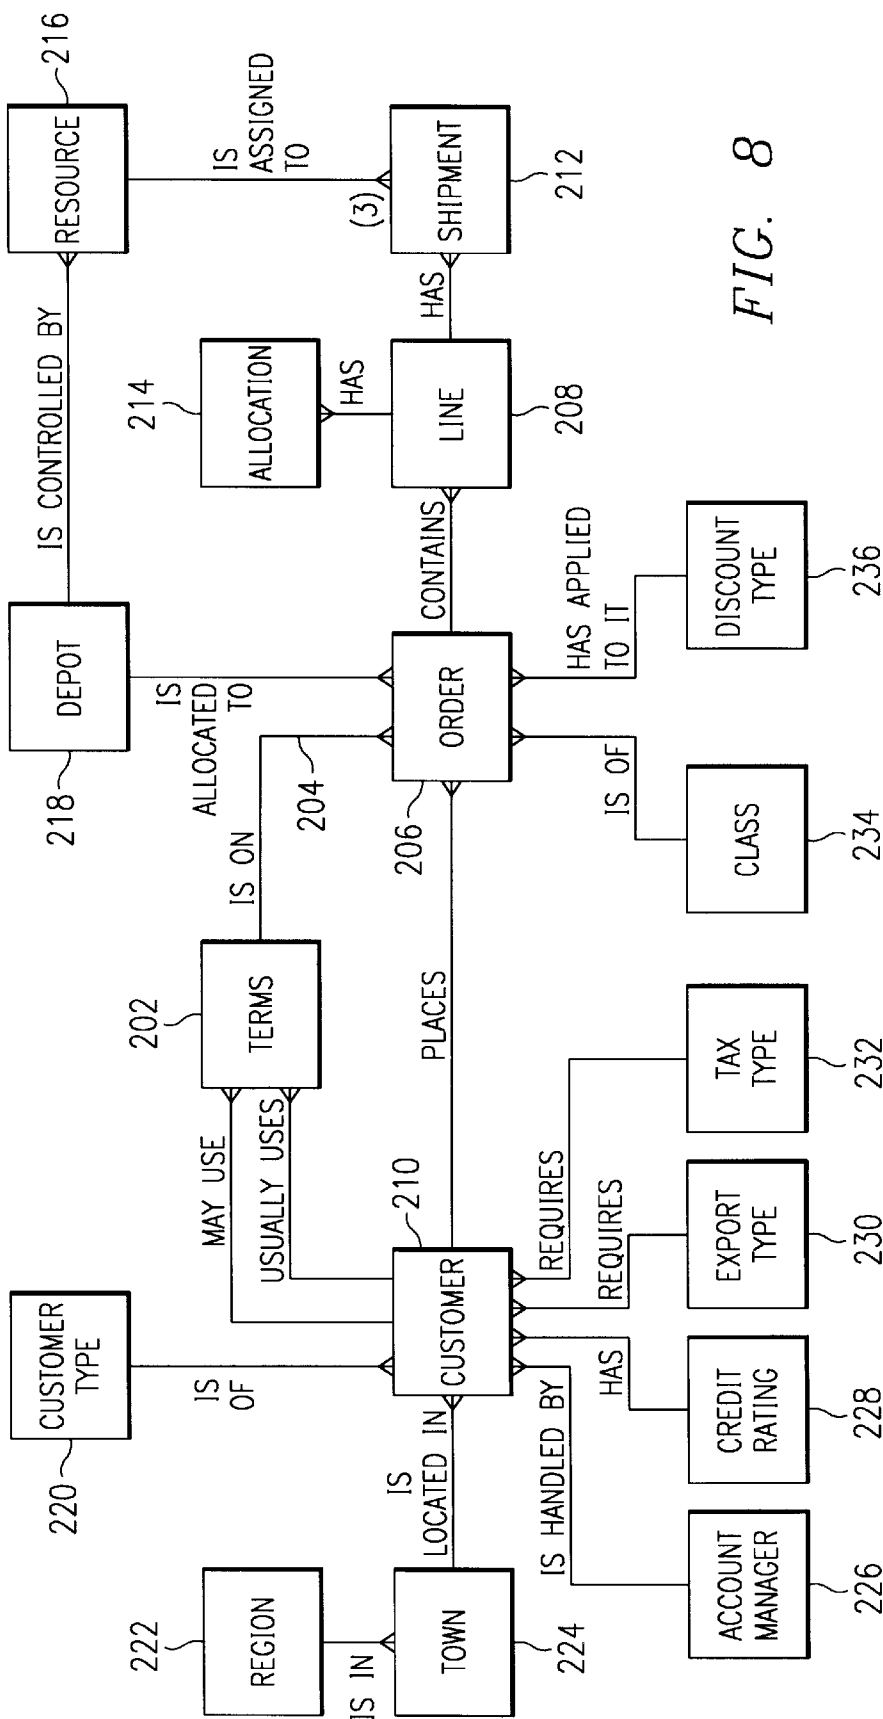 220
CUSTOMER
TYPE
218
DEPOT
IS CONTROLLED BY
RESOURCE
216
IS
OF
222
REGION
MAY USE
USUALLY USES
202
TERMS
IS ON
204
IS
ALLOCATED
TO
214
ALLOCATION
HAS
IS
ASSIGNED
TO
(3)
IS IN
TOWN
224
IS
LOCATED IN
CUSTOMER
210
PLACES
206
ORDER
CONTAINS
LINE
208
HAS
SHIPMENT
212
IS HANDLED BY
HAS
REQUIRES
REQUIRES
IS OF
HAS APPLIED
TO IT
ACCOUNT
MANAGER
226
CREDIT
RATING
228
EXPORT
TYPE
230
TAX
TYPE
232
CLASS
234
DISCOUNT
TYPE
236
FIG. 8